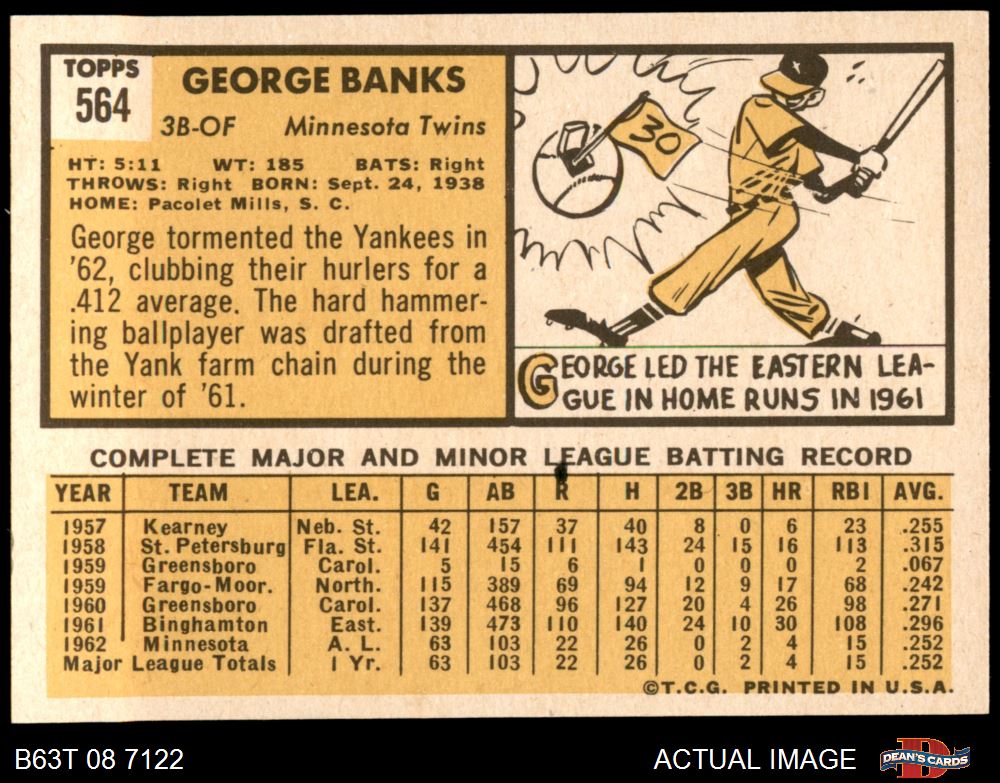 TOPPS
564
GEORGE BANKS
3B-OF Minnesota Twins
HT: 5:11 WT: 185 BATS: Right
THROWS: Right BORN: Sept. 24, 1938
HOME: Pacolet Mills, S. C.
George tormented the Yankees in
'62, clubbing their hurlers for a
.412 average. The hard hammer-
ing ballplayer was drafted from
the Yank farm chain during the
winter of '61.
30
GEORGE LED THE EASTERN LEA-
GUE IN HOME RUNS IN 1961
COMPLETE MAJOR AND MINOR LEAGUE BATTING RECORD
YEAR TEAM LEA. G AB R H 2B 3B HR RBI AVG.
1957 Kearney Neb. St. 42 157 37 40 8 0 6 23 .255
1958 St. Petersburg Fla. St. 141 454 111 143 24 15 16 113 .315
1959 Greensboro Carol. 5 15 6 1 0 0 0 2 .067
1959 Fargo-Moor. North. 115 389 69 94 12 9 17 68 .242
1960 Greensboro Carol. 137 468 96 127 20 4 26 98 .271
1961 Binghamton East. 139 473 110 140 24 10 30 108 .296
1962 Minnesota A. L. 63 103 22 26 0 2 4 15 .252
Major League Totals 1 Yr. 63 103 22 26 0 2 4 15 .252
©T.C.G. PRINTED IN U.S.A.
B63T 08 7122 ACTUAL IMAGE
D
DEAN'S CARDS